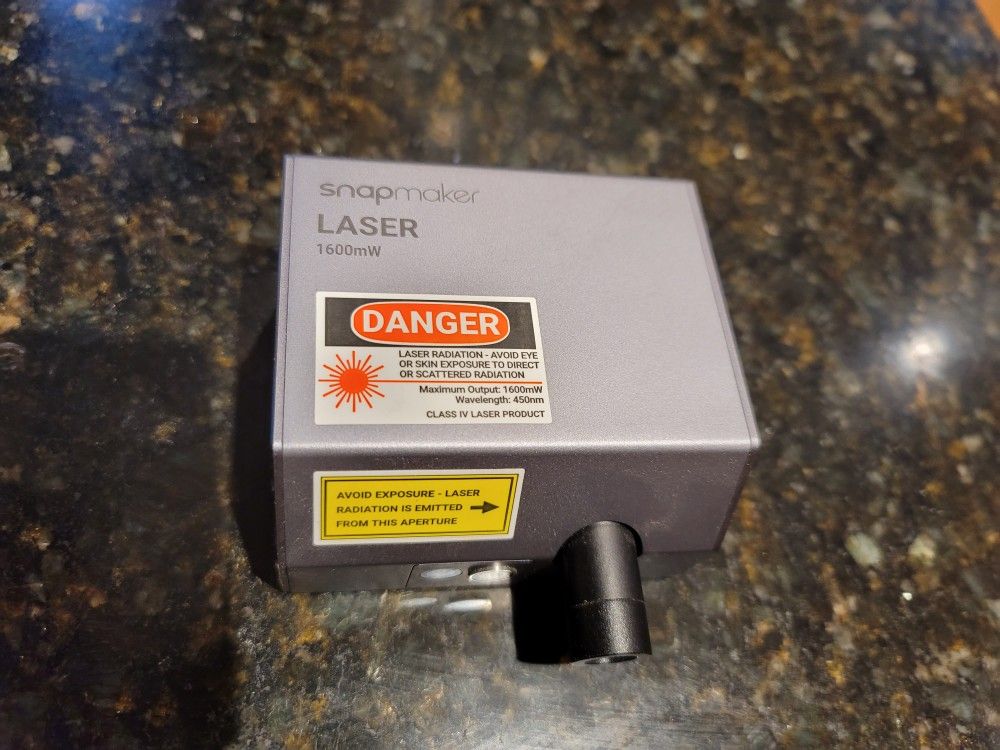 snapmaker
LASER
1600mW
DANGER
LASER RADIATION - AVOID EYE
OR SKIN EXPOSURE TO DIRECT
OR SCATTERED RADIATION
Maximum Output: 1600mW
Wavelength: 450nm
CLASS IV LASER PRODUCT
AVOID EXPOSURE - LASER
RADIATION IS EMITTED
FROM THIS APERTURE